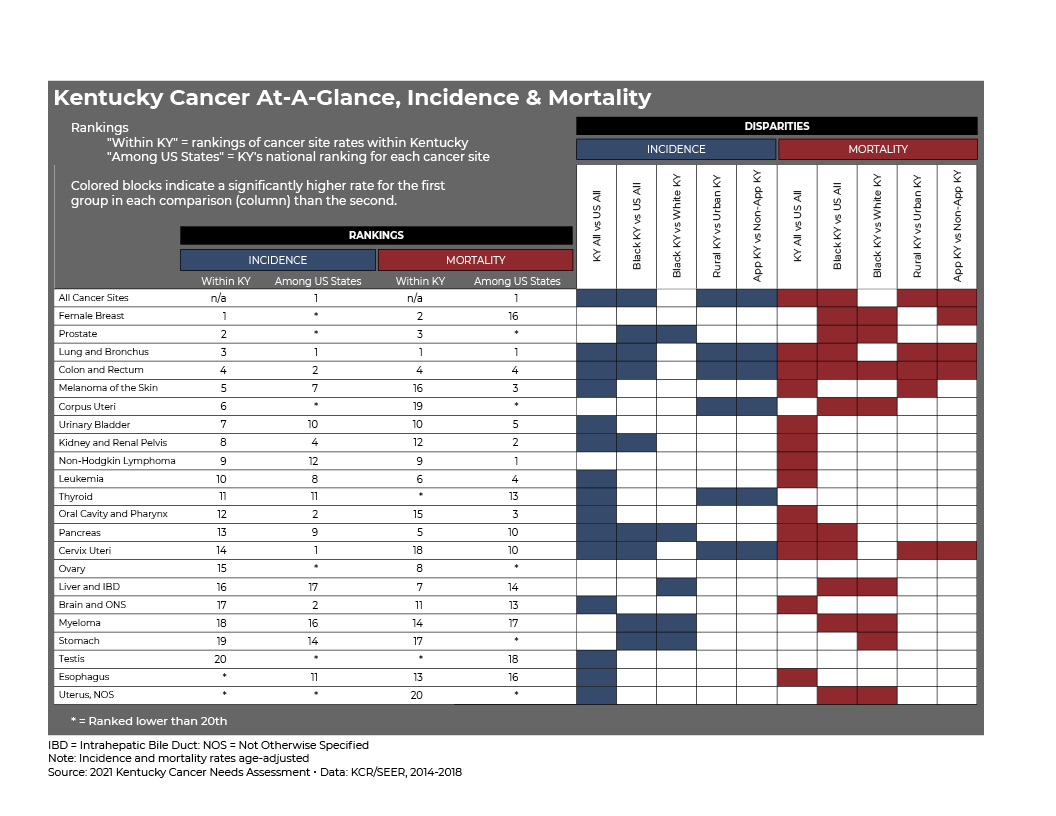 Kentucky Cancer At-A-Glance, Incidence & Mortality
Rankings
"Within KY" = rankings of cancer site rates within Kentucky
"Among US States" = KY's national ranking for each cancer site
Colored blocks indicate a significantly higher rate for the first
group in each comparison (column) than the second.
DISPARITIES
INCIDENCE MORTALITY
KY All vs US All
Black KY vs US All
Black KY vs White KY
Rural KY vs Urban KY
App KY vs Non-App KY
KY All vs US All
Black KY vs US All
Black KY vs White KY
Rural KY vs Urban KY
App KY vs Non-App KY
RANKINGS
INCIDENCE MORTALITY
Within KY Among US States Within KY Among US States
All Cancer Sites n/a 1 n/a 1
Female Breast 1 * 2 16
Prostate 2 * 3 *
Lung and Bronchus 3 1 1 1
Colon and Rectum 4 2 4 4
Melanoma of the Skin 5 7 16 3
Corpus Uteri 6 * 19 *
Urinary Bladder 7 10 10 5
Kidney and Renal Pelvis 8 4 12 2
Non-Hodgkin Lymphoma 9 12 9 1
Leukemia 10 8 6 4
Thyroid 11 11 * 13
Oral Cavity and Pharynx 12 2 15 3
Pancreas 13 9 5 10
Cervix Uteri 14 1 18 10
Ovary 15 * 8 *
Liver and IBD 16 17 7 14
Brain and ONS 17 2 11 13
Myeloma 18 16 14 17
Stomach 19 14 17 *
Testis 20 * * 18
Esophagus * 11 13 16
Uterus, NOS * * 20 *
* = Ranked lower than 20th
IBD = Intrahepatic Bile Duct: NOS = Not Otherwise Specified
Note: Incidence and mortality rates age-adjusted
Source: 2021 Kentucky Cancer Needs Assessment • Data: KCR/SEER, 2014-2018